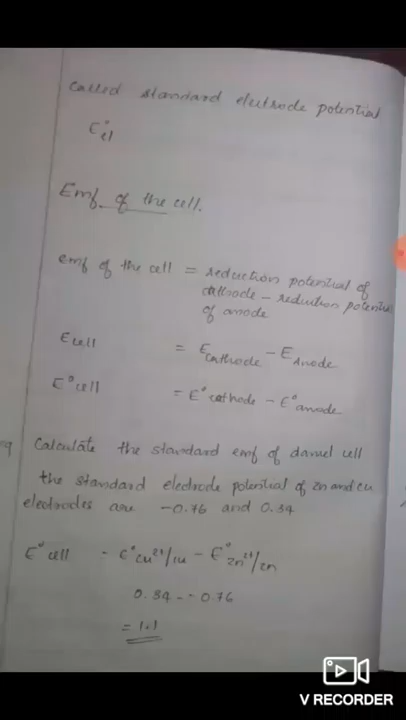 called standard electrode potential
E°el
Emf of the cell.
emf of the cell = reduction potential of
cathode - reduction potential
of anode
Ecell = Ecathode - EAnode
E°cell = E°cathode - E°anode
Calculate the standard emf of daniel cell
the standard electrode potential of Zn and Cu
electrodes are -0.76 and 0.34
E°cell - E°Cu²⁺/Cu - E°Zn²⁺/Zn
0.34 - - 0.76
= 1.1
V RECORDER